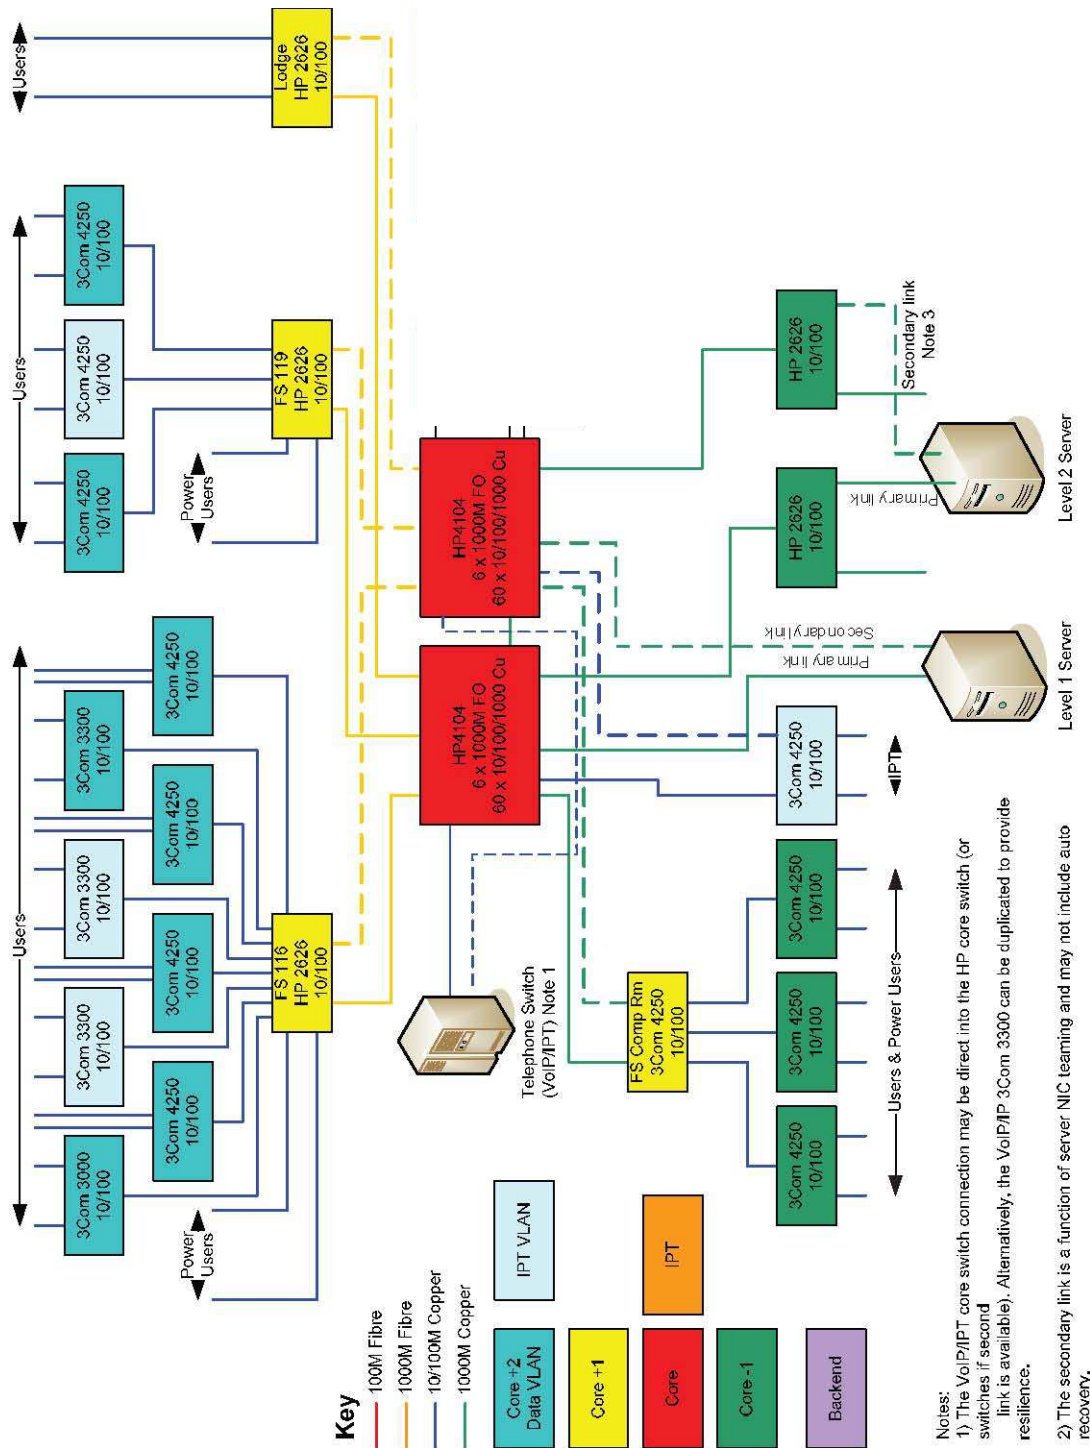 Users
Users
Users
3Com 3000
10/100
3Com 3300
10/100
3Com 3300
10/100
3Com 3300
10/100
3Com 4250
10/100
3Com 4250
10/100
3Com 4250
10/100
3Com 4250
10/100
3Com 4250
10/100
3Com 4250
10/100
3Com 4250
10/100
Power
Users
Power
Users
FS 116
HP 2626
10/100
FS 119
HP 2626
10/100
Lodge
HP 2626
10/100
HP4104
6 x 1000M FO
60 x 10/100/1000 Cu
HP4104
6 x 1000M FO
60 x 10/100/1000 Cu
Telephone Switch
(VoIP/IPT) Note 1
FS Comp Rm
3Com 4250
10/100
3Com 4250
10/100
3Com 4250
10/100
3Com 4250
10/100
3Com 4250
10/100
HP 2626
10/100
HP 2626
10/100
Users & Power Users
IPT
Primary link
Secondary link
Primary link
Secondary link
Note 3
Level 1 Server
Level 2 Server
Key
100M Fibre
1000M Fibre
10/100M Copper
1000M Copper
Core +2
Data VLAN
IPT VLAN
Core +1
Core
IPT
Core -1
Backend
Notes:
1) The VoIP/IPT core switch connection may be direct into the HP core switch (or
switches if second
link is available). Alternatively, the VoIP/IP 3Com 3300 can be duplicated to provide
resilience.
2) The secondary link is a function of server NIC teaming and may not include auto
recovery.